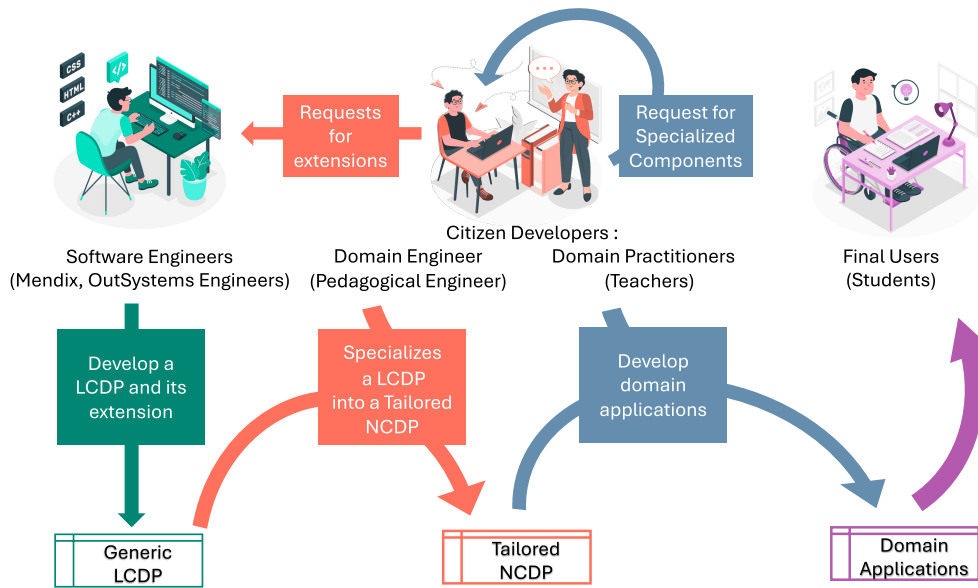 CSS
HTML
C++
</>
Requests
for
extensions
Request for
Specialized
Components
Citizen Developers :
Software Engineers
(Mendix, OutSystems Engineers)
Domain Engineer
(Pedagogical Engineer)
Domain Practitioners
(Teachers)
Final Users
(Students)
Develop a
LCDP and its
extension
Specializes
a LCDP
into a Tailored
NCDP
Develop
domain
applications
Generic
LCDP
Tailored
NCDP
Domain
Applications